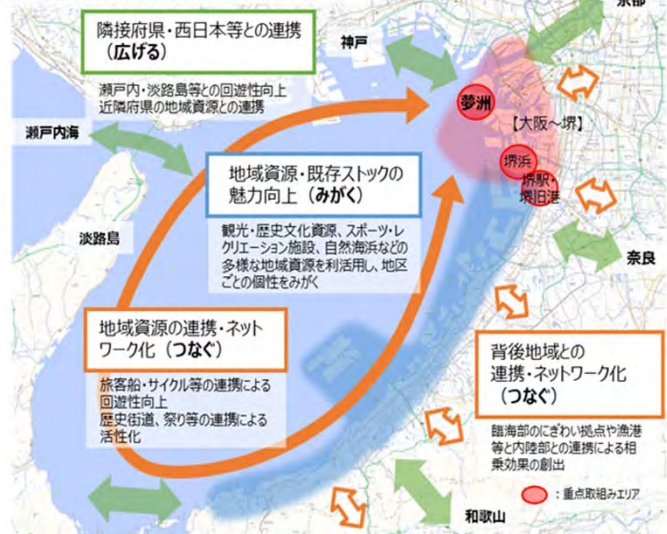 京都
隣接府県・西日本等との連携
（広げる）
神戸
瀬戸内・淡路島等との回遊性向上
近隣府県の地域資源との連携
夢洲
【大阪～堺】
瀬戸内海
堺浜
地域資源・既存ストックの
魅力向上（みがく）
堺駅・
堺旧港
観光・歴史文化資源、スポーツ・レ
クリエーション施設、自然海浜などの
多様な地域資源を利活用し、地区
ごとの個性をみがく
淡路島
奈良
地域資源の連携・ネット
ワーク化（つなぐ）
旅客船・サイクル等の連携による
回遊性向上
歴史街道、祭り等の連携による
活性化
背後地域との
連携・ネットワーク化
（つなぐ）
臨海部のにぎわい拠点や漁港
等と内陸部との連携による相
乗効果の創出
：重点取組みエリア
和歌山